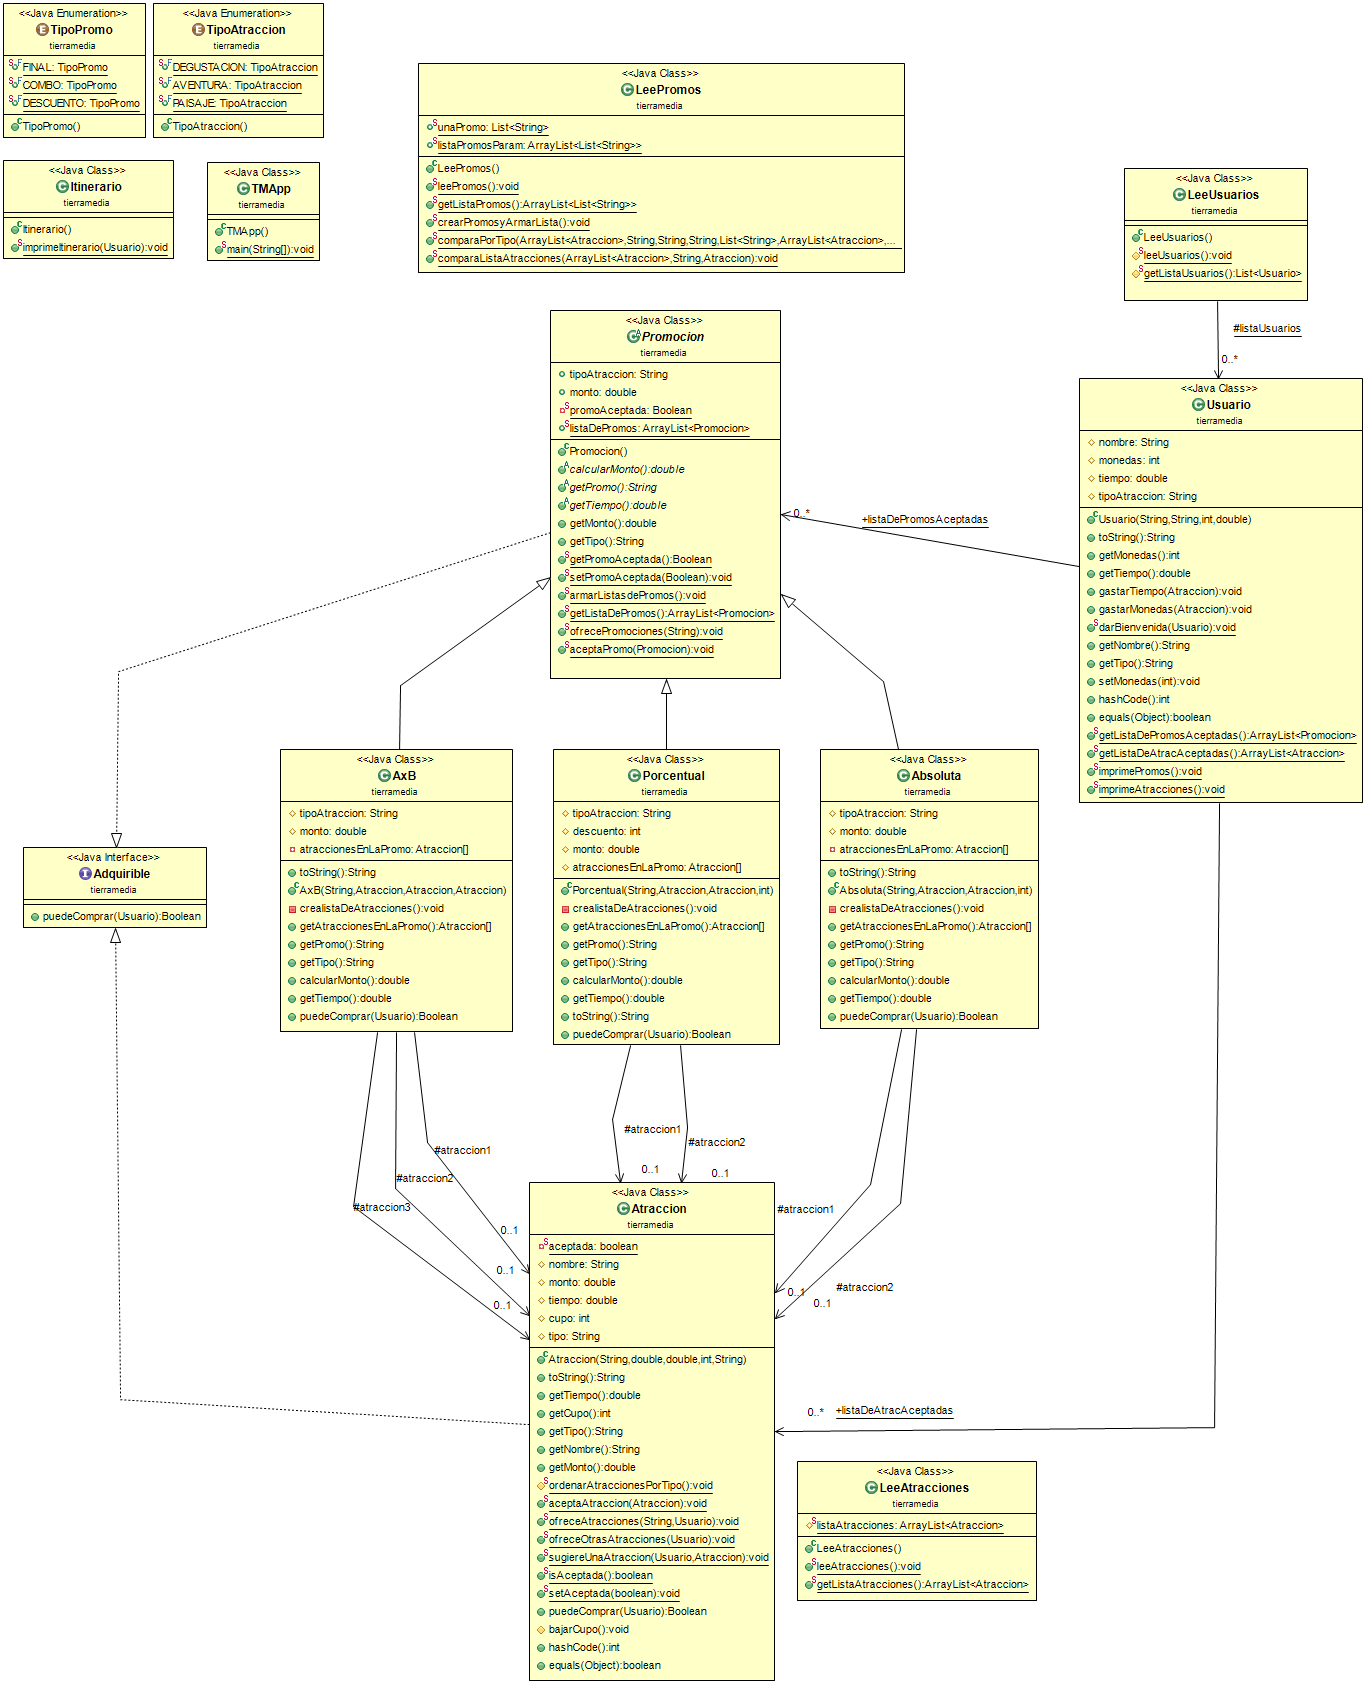 <<Java Enumeration>>
TipoPromo
tierramedia
FINAL: TipoPromo
COMBO: TipoPromo
DESCUENTO: TipoPromo
TipoPromo()
<<Java Enumeration>>
TipoAtraccion
tierramedia
DEGUSTACION: TipoAtraccion
AVENTURA: TipoAtraccion
PAISAJE: TipoAtraccion
TipoAtraccion()
<<Java Class>>
Itinerario
tierramedia
Itinerario()
imprimeItinerario(Usuario):void
<<Java Class>>
TMApp
tierramedia
TMApp()
main(String[]):void
<<Java Class>>
LeePromos
tierramedia
unaPromo: List<String>
listaPromosParam: ArrayList<List<String>>
LeePromos()
leePromos():void
getListaPromos():ArrayList<List<String>>
crearPromosyArmarLista():void
comparaPorTipo(ArrayList<Atraccion>,String,String,String,List<String>,ArrayList<Atraccion>,...
comparaListaAtracciones(ArrayList<Atraccion>,String,Atraccion):void
<<Java Class>>
LeeUsuarios
tierramedia
LeeUsuarios()
leeUsuarios():void
getListaUsuarios():List<Usuario>
#listaUsuarios
0..*
<<Java Class>>
Promocion
tierramedia
tipoAtraccion: String
monto: double
promoAceptada: Boolean
listaDePromos: ArrayList<Promocion>
Promocion()
calcularMonto():double
getPromo():String
getTiempo():double
getMonto():double
getTipo():String
getPromoAceptada():Boolean
setPromoAceptada(Boolean):void
armarListasdePromos():void
getListaDePromos():ArrayList<Promocion>
ofrecePromociones(String):void
aceptaPromo(Promocion):void
0..*
+listaDePromosAceptadas
<<Java Class>>
Usuario
tierramedia
nombre: String
monedas: int
tiempo: double
tipoAtraccion: String
Usuario(String,String,int,double)
toString():String
getMonedas():int
getTiempo():double
gastarTiempo(Atraccion):void
gastarMonedas(Atraccion):void
darBienvenida(Usuario):void
getNombre():String
getTipo():String
setMonedas(int):void
hashCode():int
equals(Object):boolean
getListaDePromosAceptadas():ArrayList<Promocion>
getListaDeAtracAceptadas():ArrayList<Atraccion>
imprimePromos():void
imprimeAtracciones():void
<<Java Class>>
AxB
tierramedia
tipoAtraccion: String
monto: double
atraccionesEnLaPromo: Atraccion[]
toString():String
AxB(String,Atraccion,Atraccion,Atraccion)
crealistaDeAtracciones():void
getAtraccionesEnLaPromo():Atraccion[]
getPromo():String
getTipo():String
calcularMonto():double
getTiempo():double
puedeComprar(Usuario):Boolean
<<Java Class>>
Porcentual
tierramedia
tipoAtraccion: String
descuento: int
monto: double
atraccionesEnLaPromo: Atraccion[]
Porcentual(String,Atraccion,Atraccion,int)
crealistaDeAtracciones():void
getAtraccionesEnLaPromo():Atraccion[]
getPromo():String
getTipo():String
calcularMonto():double
getTiempo():double
toString():String
puedeComprar(Usuario):Boolean
<<Java Class>>
Absoluta
tierramedia
tipoAtraccion: String
monto: double
atraccionesEnLaPromo: Atraccion[]
toString():String
Absoluta(String,Atraccion,Atraccion,int)
crealistaDeAtracciones():void
getAtraccionesEnLaPromo():Atraccion[]
getPromo():String
getTipo():String
calcularMonto():double
getTiempo():double
puedeComprar(Usuario):Boolean
<<Java Interface>>
Adquirible
tierramedia
puedeComprar(Usuario):Boolean
#atraccion1
#atraccion2
#atraccion3
0..1
0..1
0..1
#atraccion1
#atraccion2
0..1
0..1
#atraccion1
#atraccion2
0..1
0..1
<<Java Class>>
Atraccion
tierramedia
aceptada: boolean
nombre: String
monto: double
tiempo: double
cupo: int
tipo: String
Atraccion(String,double,double,int,String)
toString():String
getTiempo():double
getCupo():int
getTipo():String
getNombre():String
getMonto():double
ordenarAtraccionesPorTipo():void
aceptaAtraccion(Atraccion):void
ofreceAtracciones(String,Usuario):void
ofreceOtrasAtracciones(Usuario):void
sugiereUnaAtraccion(Usuario,Atraccion):void
isAceptada():boolean
setAceptada(boolean):void
puedeComprar(Usuario):Boolean
bajarCupo():void
hashCode():int
equals(Object):boolean
0..*
+listaDeAtracAceptadas
<<Java Class>>
LeeAtracciones
tierramedia
listaAtracciones: ArrayList<Atraccion>
LeeAtracciones()
leeAtracciones():void
getListaAtracciones():ArrayList<Atraccion>